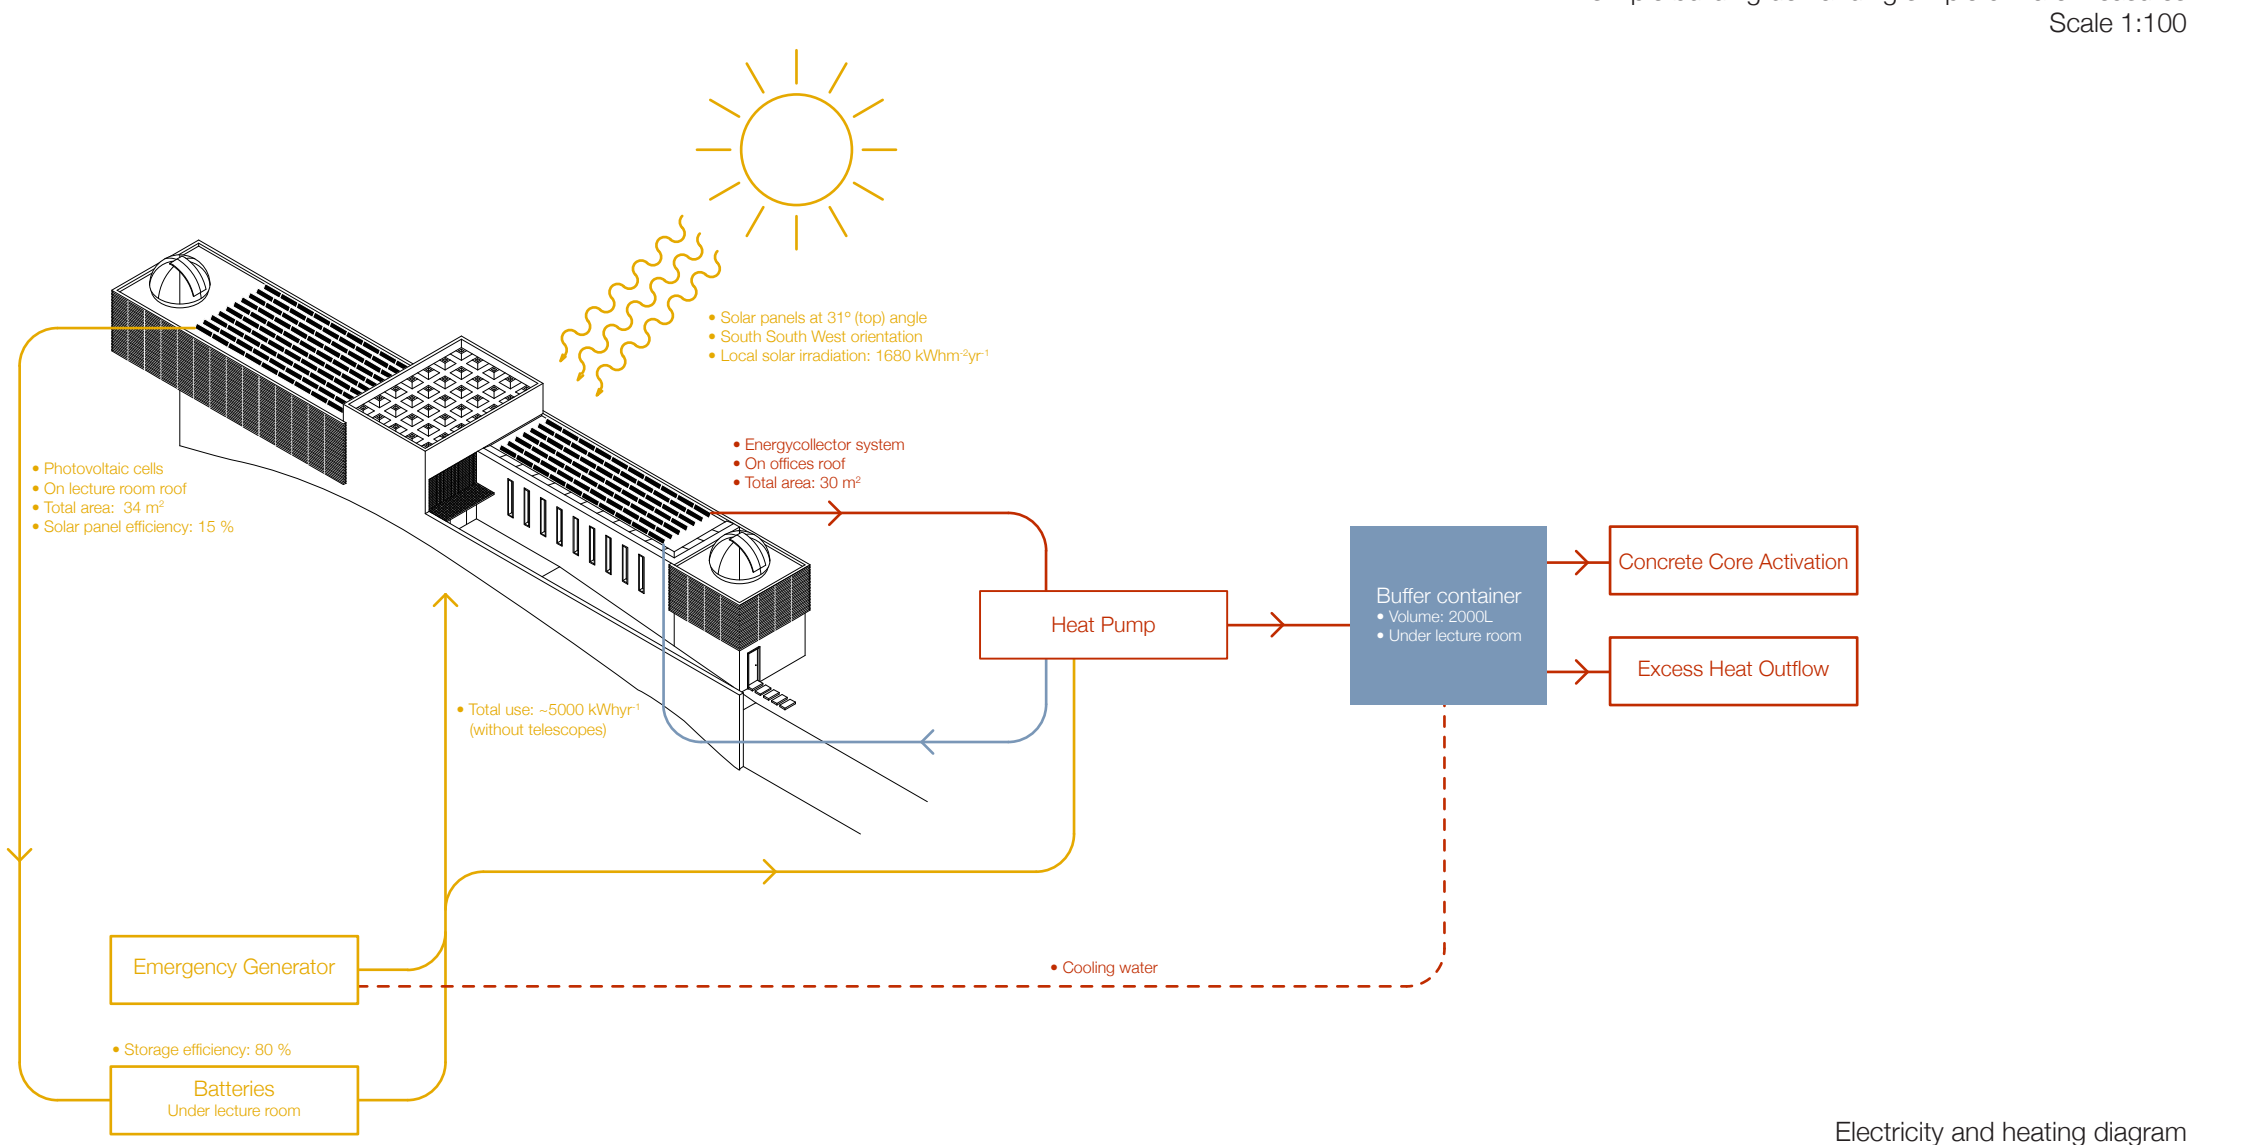 Scale 1:100
• Solar panels at 31º (top) angle
• South South West orientation
• Local solar irradiation: 1680 kWhm⁻²yr⁻¹
• Energycollector system
• On offices roof
• Total area: 30 m²
• Photovoltaic cells
• On lecture room roof
• Total area: 34 m²
• Solar panel efficiency: 15 %
Heat Pump
Buffer container
• Volume: 2000L
• Under lecture room
Concrete Core Activation
Excess Heat Outflow
• Total use: ~5000 kWhyr⁻¹
(without telescopes)
Emergency Generator
• Cooling water
• Storage efficiency: 80 %
Batteries
Under lecture room
Electricity and heating diagram